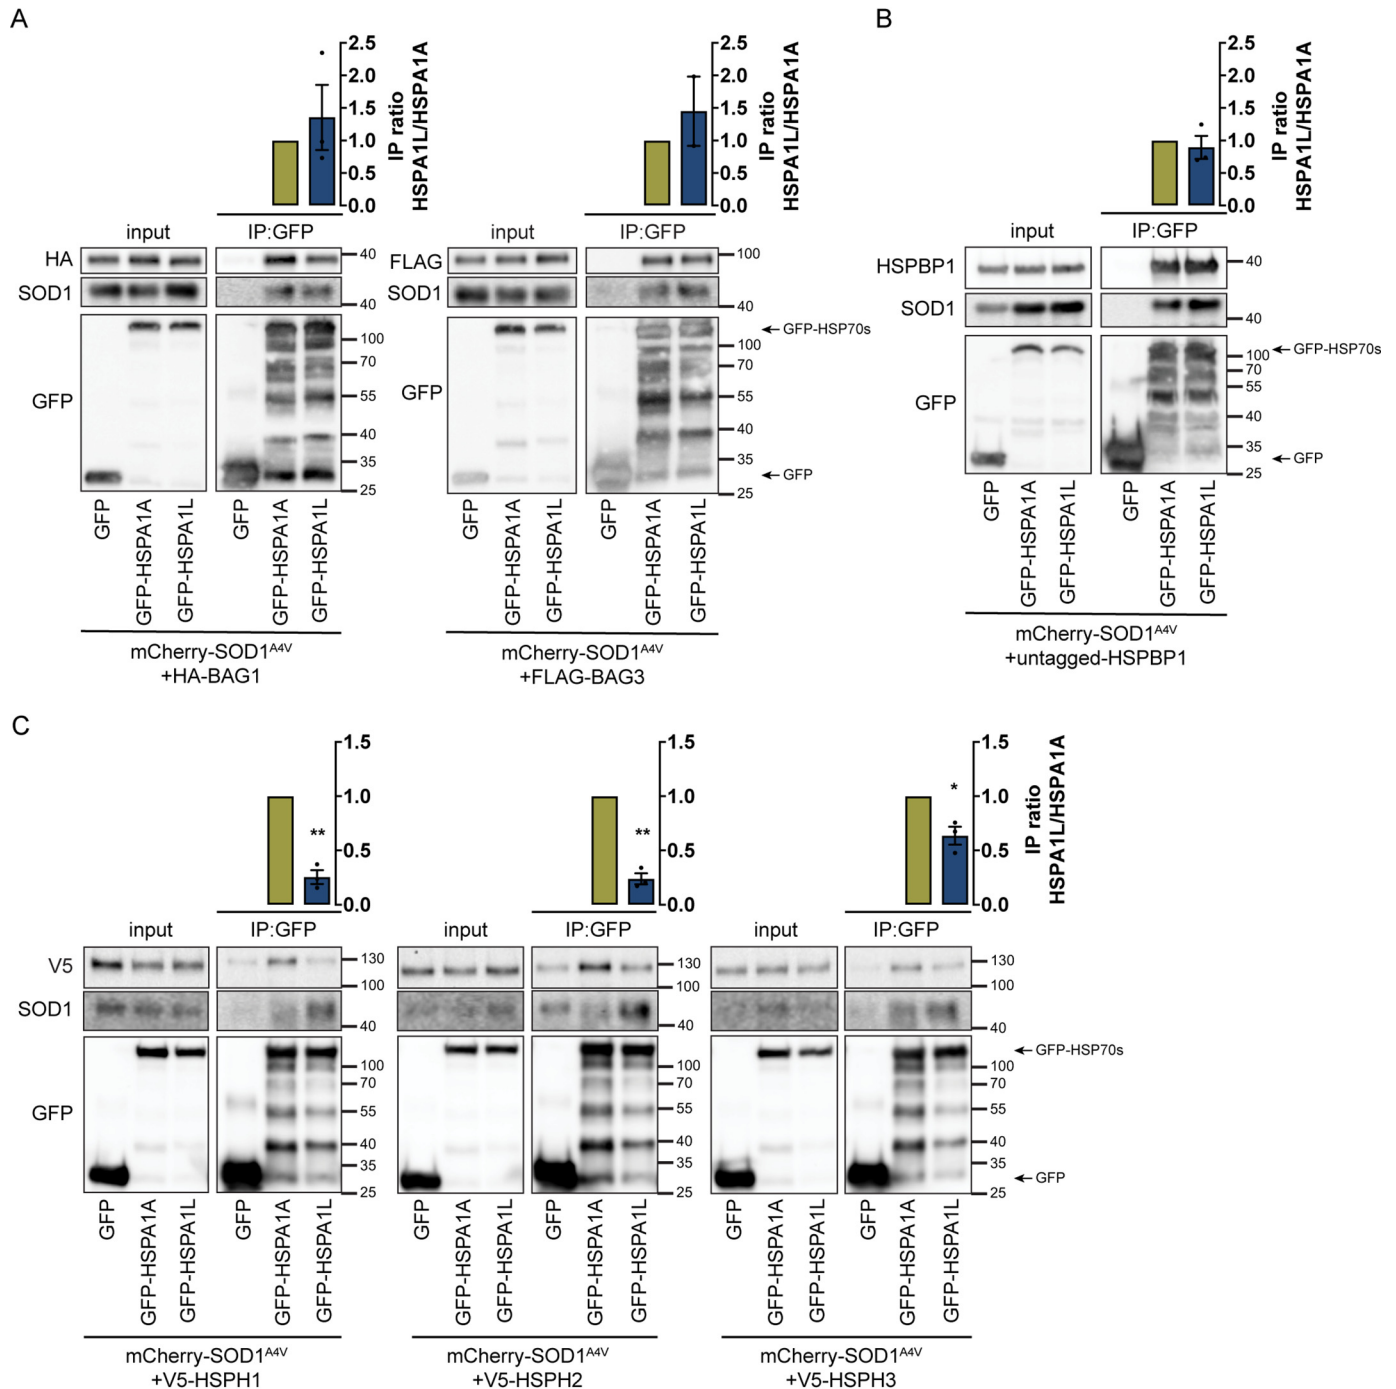 A
2.5
2.0
1.5
1.0
0.5
0.0
IP ratio
HSPA1L/HSPA1A
input
IP:GFP
HA
40
SOD1
40
GFP
100
70
55
40
35
25
GFP
GFP-HSPA1A
GFP-HSPA1L
GFP
GFP-HSPA1A
GFP-HSPA1L
mCherry-SOD1A4V
+HA-BAG1
2.5
2.0
1.5
1.0
0.5
0.0
IP ratio
HSPA1L/HSPA1A
input
IP:GFP
FLAG
100
SOD1
40
GFP
←GFP-HSP70s
100
70
55
40
35
←GFP
25
GFP
GFP-HSPA1A
GFP-HSPA1L
GFP
GFP-HSPA1A
GFP-HSPA1L
mCherry-SOD1A4V
+FLAG-BAG3
B
2.5
2.0
1.5
1.0
0.5
0.0
IP ratio
HSPA1L/HSPA1A
input
IP:GFP
HSPBP1
40
SOD1
40
GFP
←GFP-HSP70s
100
70
55
40
35
←GFP
25
GFP
GFP-HSPA1A
GFP-HSPA1L
GFP
GFP-HSPA1A
GFP-HSPA1L
mCherry-SOD1A4V
+untagged-HSPBP1
C
1.5
1.0
**
0.5
0.0
input
IP:GFP
V5
130
100
SOD1
40
GFP
100
70
55
40
35
25
GFP
GFP-HSPA1A
GFP-HSPA1L
GFP
GFP-HSPA1A
GFP-HSPA1L
mCherry-SOD1A4V
+V5-HSPH1
1.5
1.0
**
0.5
0.0
input
IP:GFP
130
100
40
100
70
55
40
35
25
GFP
GFP-HSPA1A
GFP-HSPA1L
GFP
GFP-HSPA1A
GFP-HSPA1L
mCherry-SOD1A4V
+V5-HSPH2
1.5
1.0
*
0.5
0.0
IP ratio
HSPA1L/HSPA1A
input
IP:GFP
130
100
40
←GFP-HSP70s
100
70
55
40
35
←GFP
25
GFP
GFP-HSPA1A
GFP-HSPA1L
GFP
GFP-HSPA1A
GFP-HSPA1L
mCherry-SOD1A4V
+V5-HSPH3